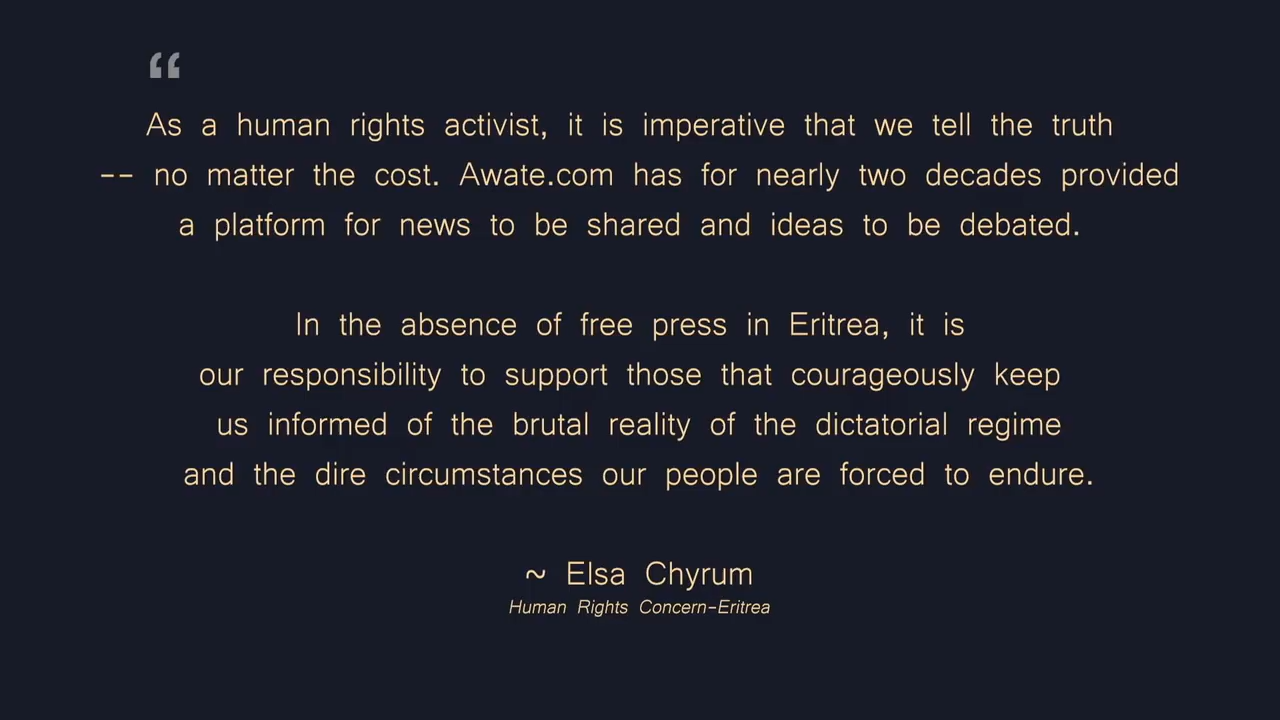 “
As a human rights activist, it is imperative that we tell the truth
-- no matter the cost. Awate.com has for nearly two decades provided
a platform for news to be shared and ideas to be debated.
In the absence of free press in Eritrea, it is
our responsibility to support those that courageously keep
us informed of the brutal reality of the dictatorial regime
and the dire circumstances our people are forced to endure.
~ Elsa Chyrum
Human Rights Concern-Eritrea